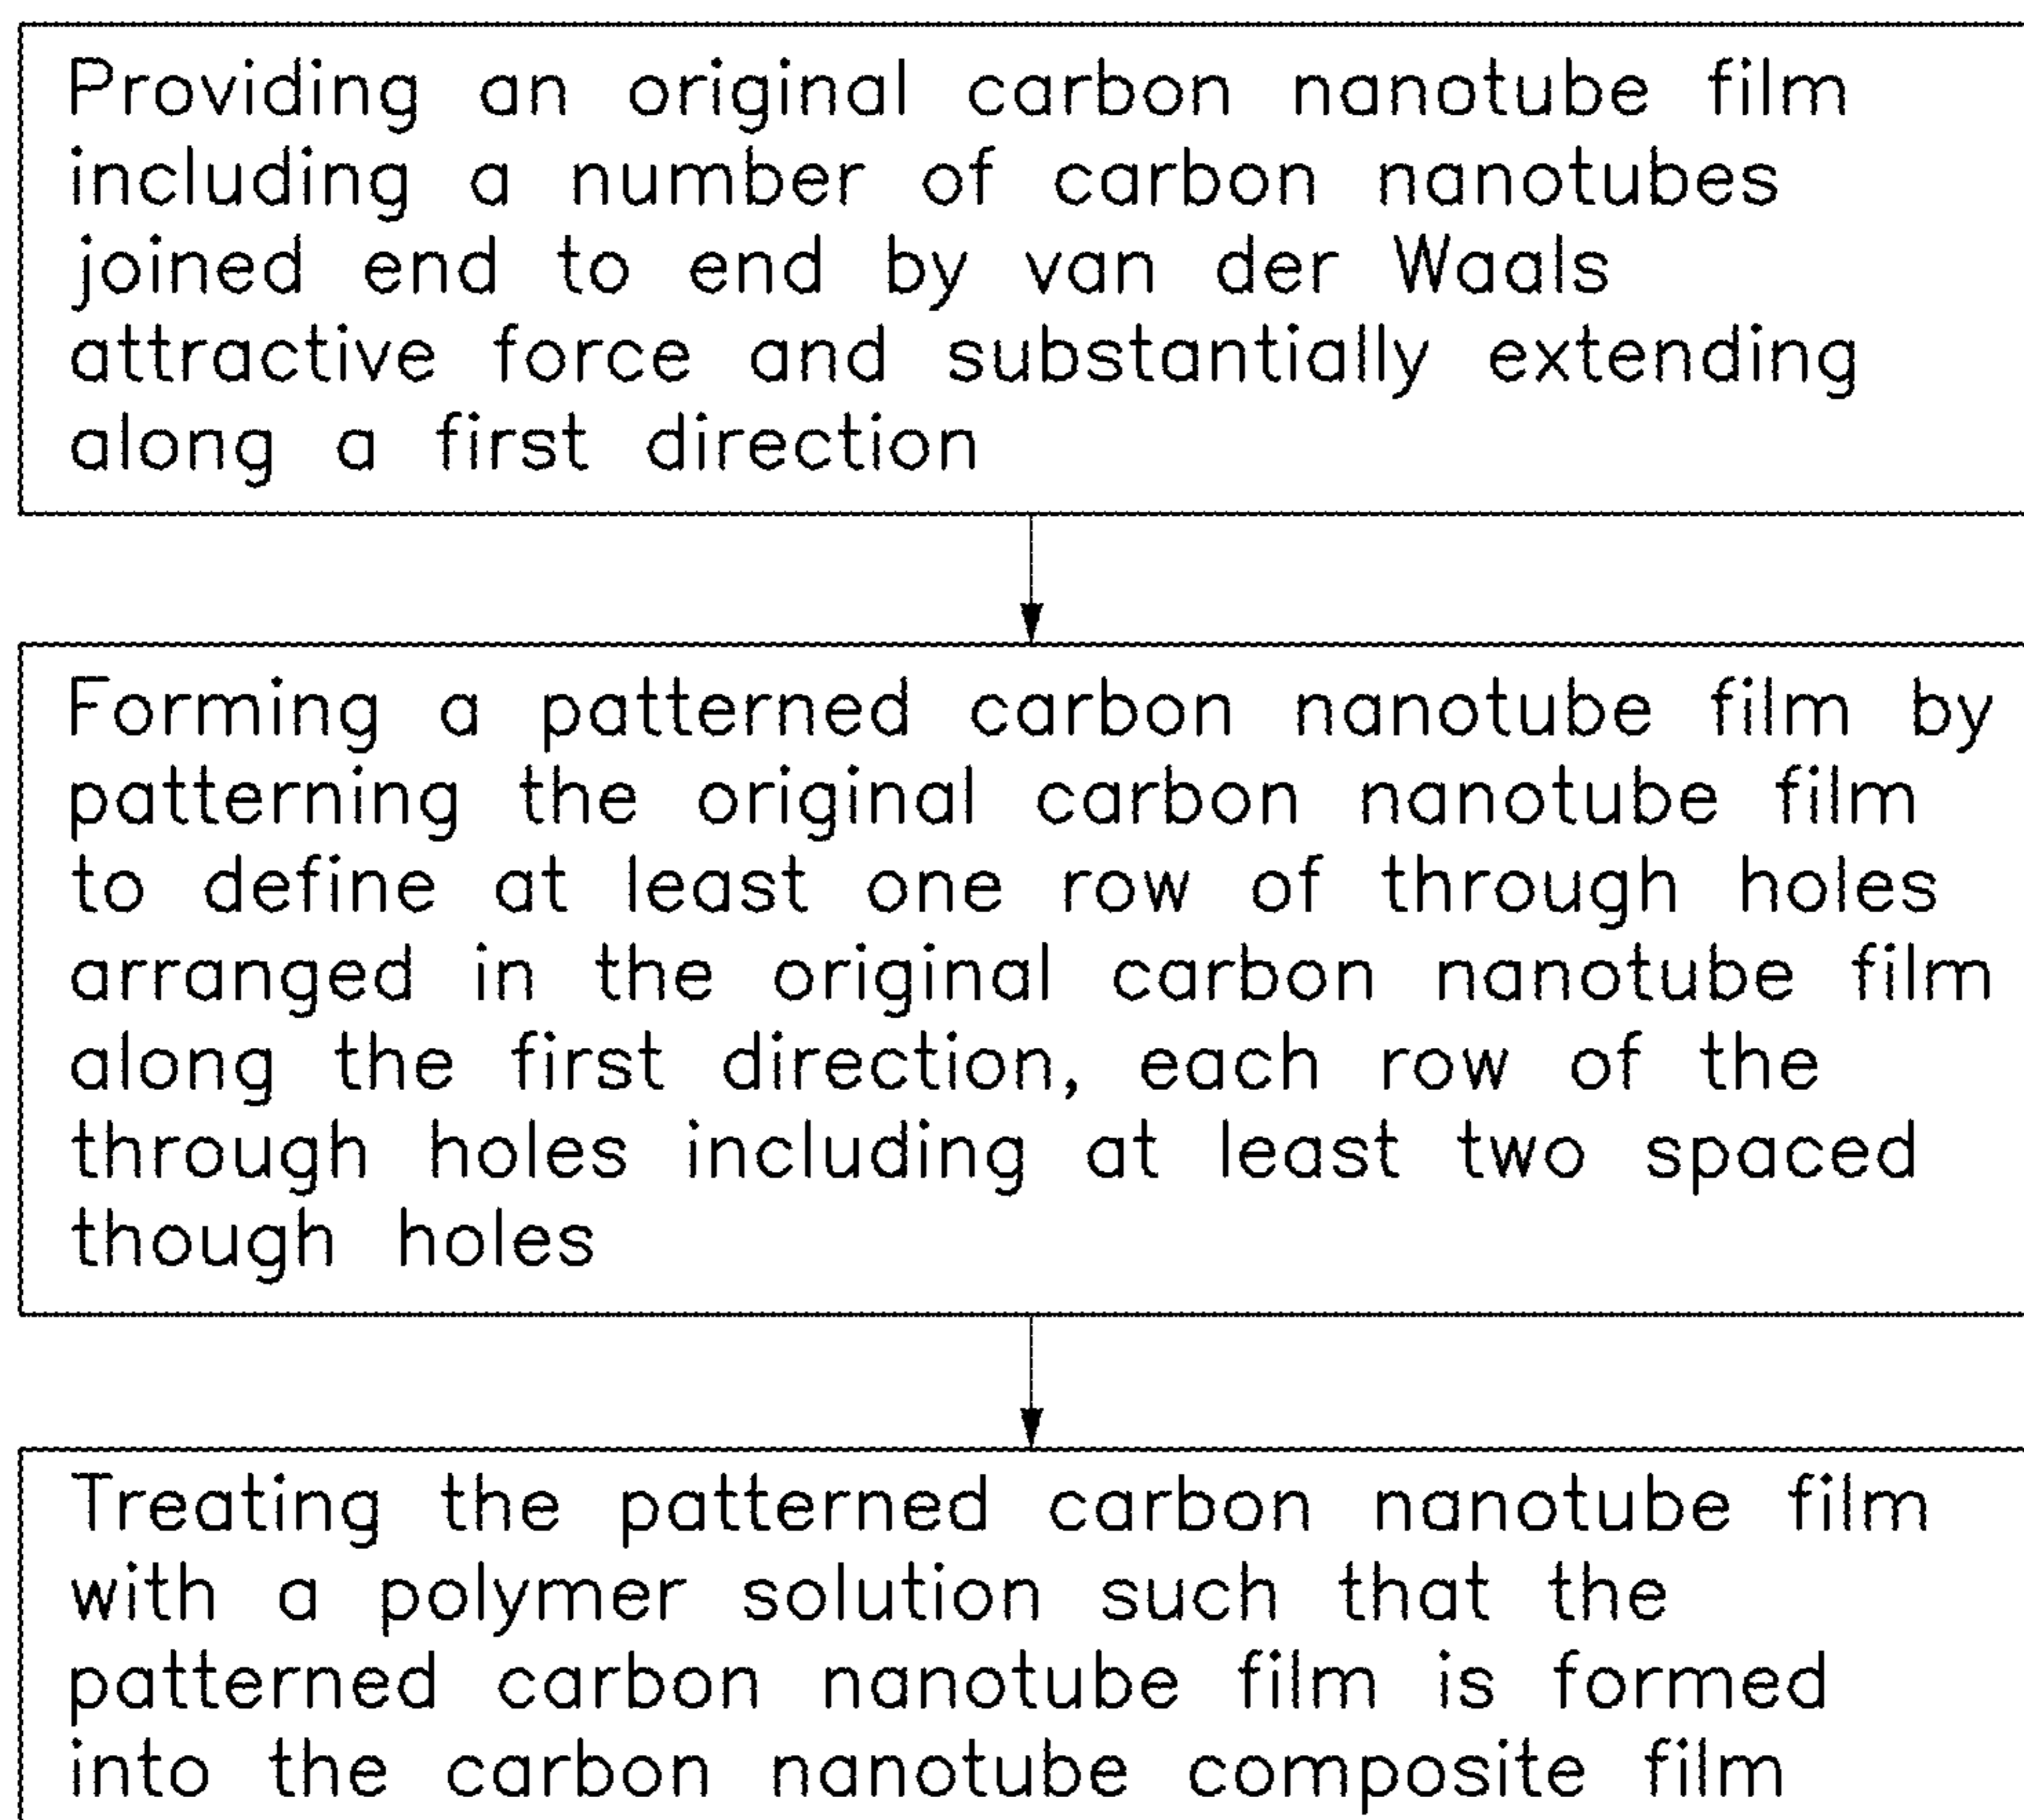 Providing an original carbon nanotube film
including a number of carbon nanotubes
joined end to end by van der Waals
attractive force and substantially extending
along a first direction
Forming a patterned carbon nanotube film by
patterning the original carbon nanotube film
to define at least one row of through holes
arranged in the original carbon nanotube film
along the first direction, each row of the
through holes including at least two spaced
though holes
Treating the patterned carbon nanotube film
with a polymer solution such that the
patterned carbon nanotube film is formed
into the carbon nanotube composite film